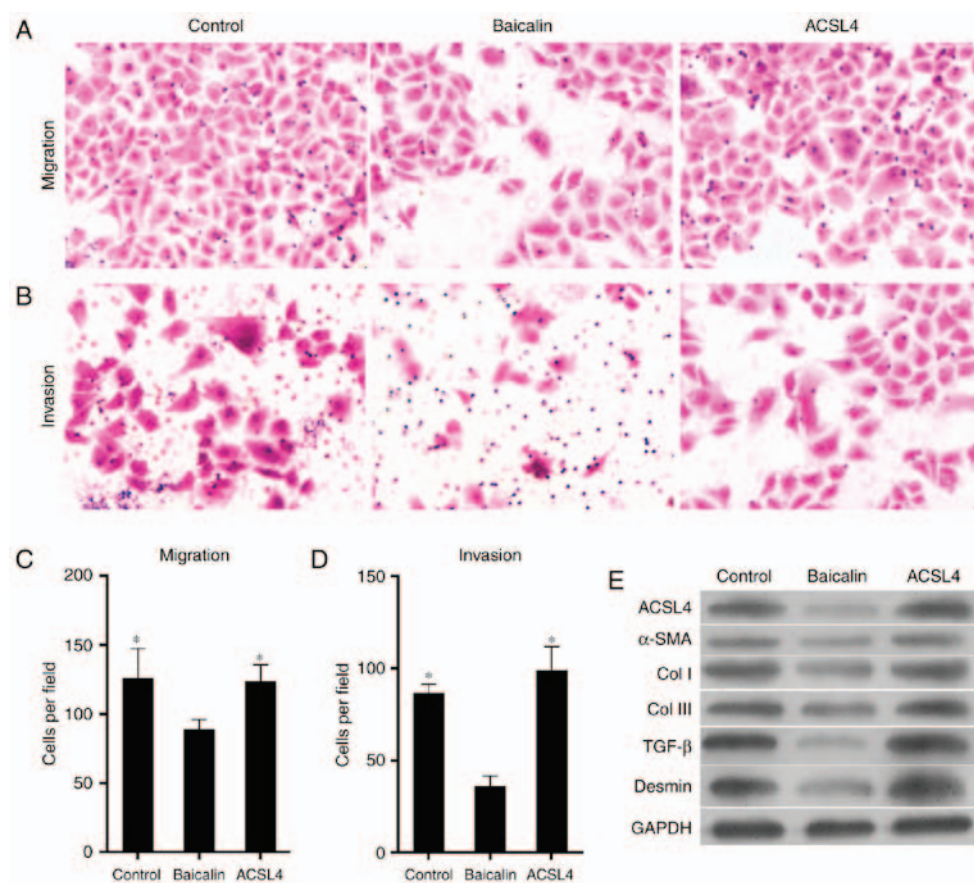 A
Control Baicalin ACSL4
Migration
B
Invasion
C
Migration
200
150
100
50
0
Cells per field
* *
Control Baicalin ACSL4
D
Invasion
150
100
50
0
Cells per field
* *
Control Baicalin ACSL4
E
Control Baicalin ACSL4
ACSL4
α-SMA
Col I
Col III
TGF-β
Desmin
GAPDH